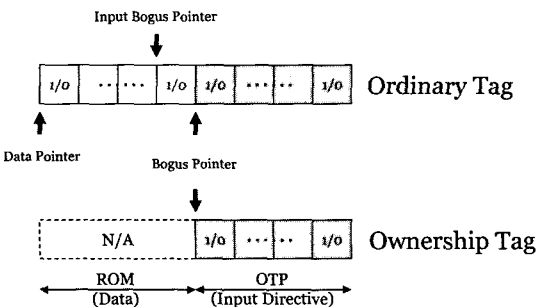 Input Bogus Pointer
1/0 ...... 1/0 1/0 ...... 1/0 Ordinary Tag
Data Pointer
Bogus Pointer
N/A 1/0 ...... 1/0 Ownership Tag
ROM OTP
(Data) (Input Directive)